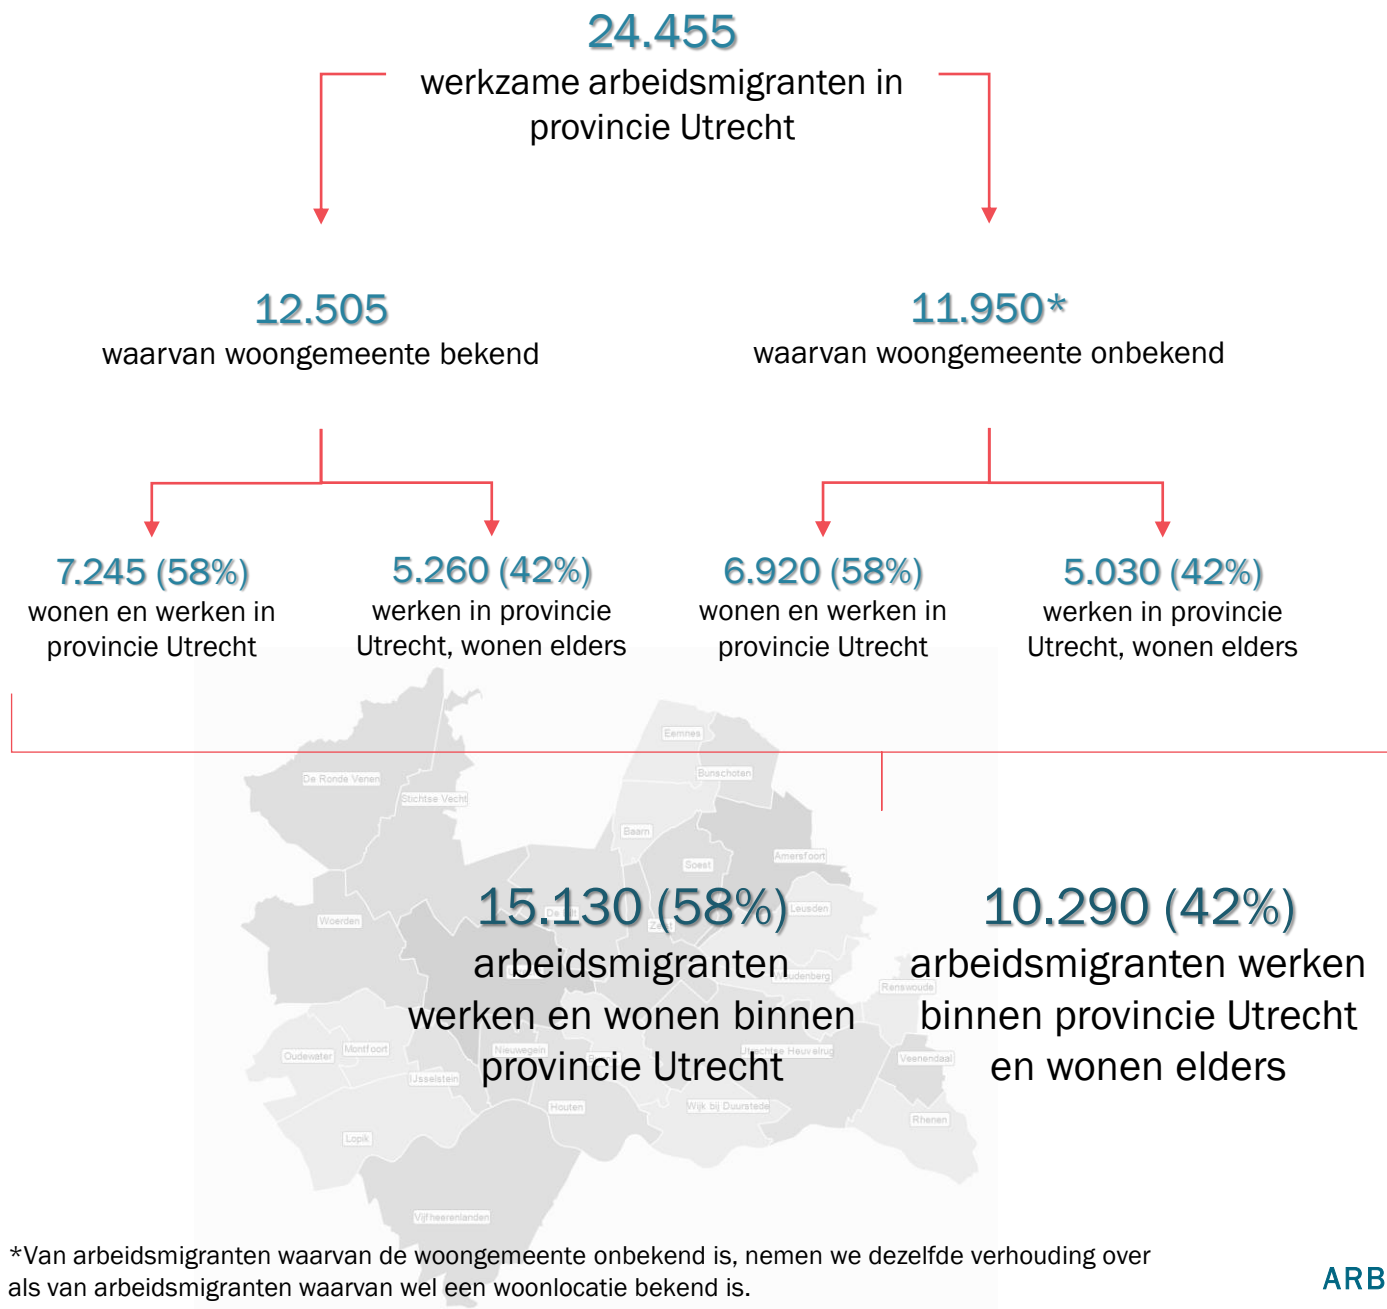 24.455
werkzame arbeidsmigranten in
provincie Utrecht
12.505
waarvan woongemeente bekend
11.950*
waarvan woongemeente onbekend
7.245 (58%)
wonen en werken in
provincie Utrecht
5.260 (42%)
werken in provincie
Utrecht, wonen elders
6.920 (58%)
wonen en werken in
provincie Utrecht
5.030 (42%)
werken in provincie
Utrecht, wonen elders
Eemnes
Bunschoten
De Ronde Venen
Stichtse Vecht
Baarn
Soest
Amersfoort
Leusden
Woerden
15.130 (58%)
arbeidsmigranten
werken en wonen binnen
provincie Utrecht
10.290 (42%)
arbeidsmigranten werken
binnen provincie Utrecht
en wonen elders
Woudenberg
Renswoude
Oudewater
Montfoort
IJsselstein
Nieuwegein
Utrechtse Heuvelrug
Veenendaal
Houten
Wijk bij Duurstede
Rhenen
Lopik
Vijfheerenlanden
*Van arbeidsmigranten waarvan de woongemeente onbekend is, nemen we dezelfde verhouding over
als van arbeidsmigranten waarvan wel een woonlocatie bekend is.
ARB